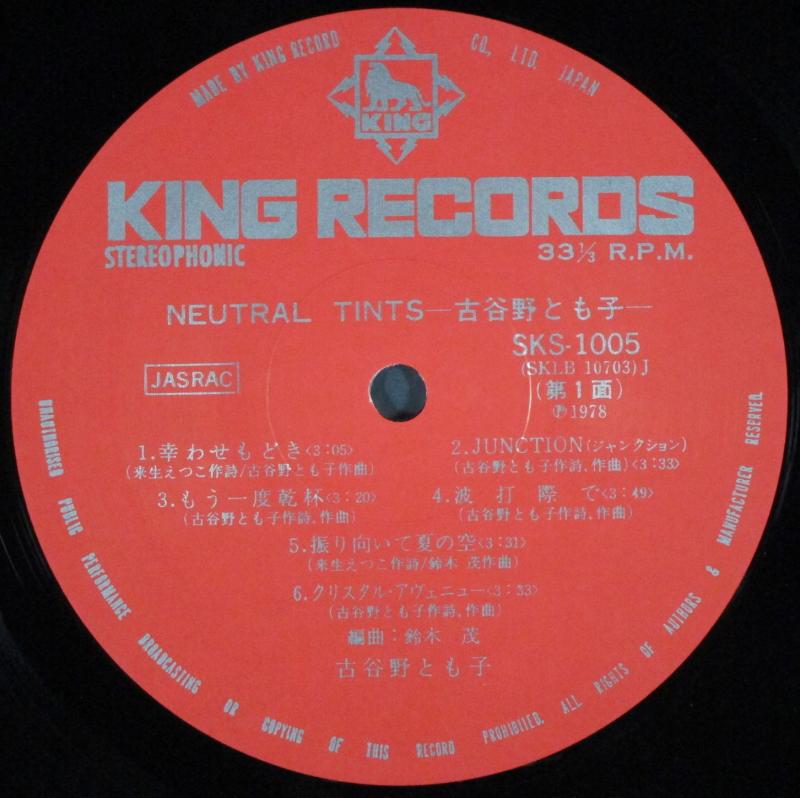 MADE BY KING RECORD CO., LTD. JAPAN
KING
KING RECORDS
STEREOPHONIC
33⅓ R.P.M.
NEUTRAL TINTS—古谷野とも子—
SKS-1005
(SKLB 10703)J
JASRAC
(第1面)
Ⓟ1978
1.幸わせもどき<3:05>
(来生えつこ作詩/古谷野とも子作曲)
2.JUNCTION(ジャンクション)
(古谷野とも子作詩、作曲)<3:33>
3.もう一度乾杯<3:20>
(古谷野とも子作詩、作曲)
4.波打際で<3:49>
(古谷野とも子作詩、作曲)
5.振り向いて夏の空<3:31>
(来生えつこ作詩/鈴木 茂作曲)
6.クリスタル・アヴェニュー<3:33>
(古谷野とも子作詩、作曲)
編曲:鈴木 茂
古谷野とも子
UNAUTHORISED PUBLIC PERFORMANCE BROADCASTING OR COPYING OF THIS RECORD PROHIBITED. ALL RIGHTS OF AUTHORS & MANUFACTURER RESERVED.